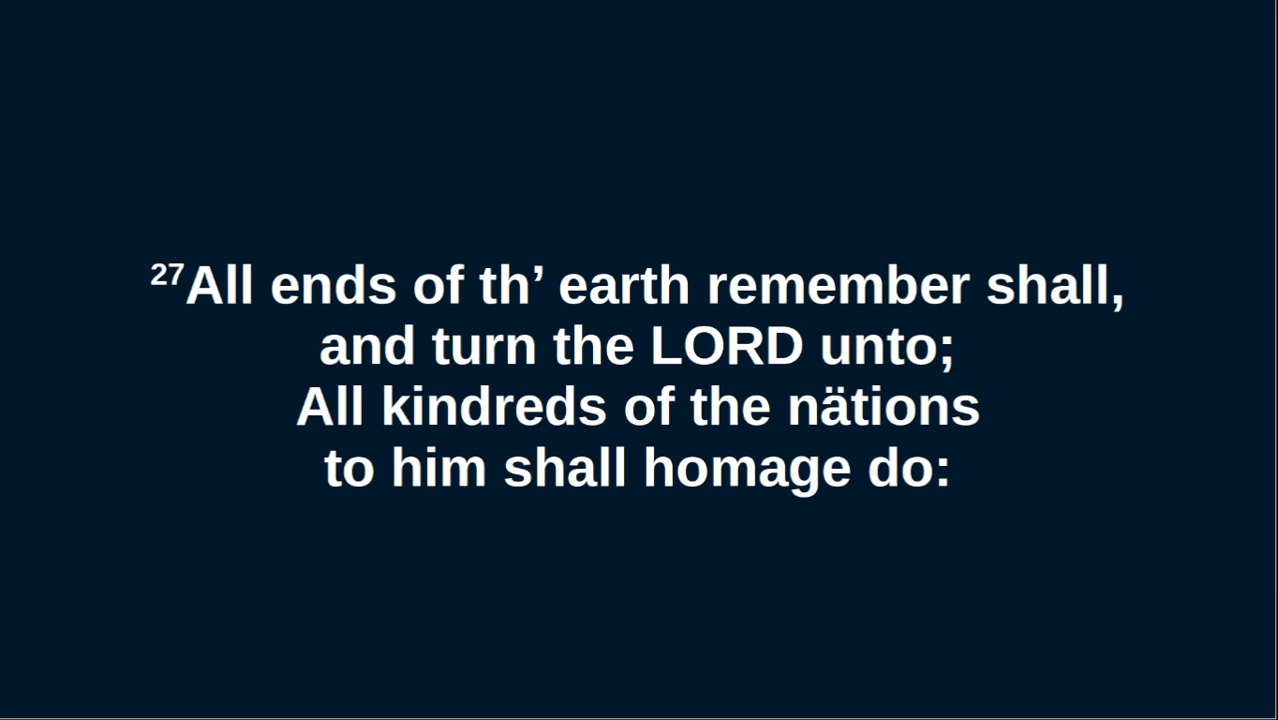 27All ends of th’ earth remember shall,
and turn the LORD unto;
All kindreds of the nätions
to him shall homage do: